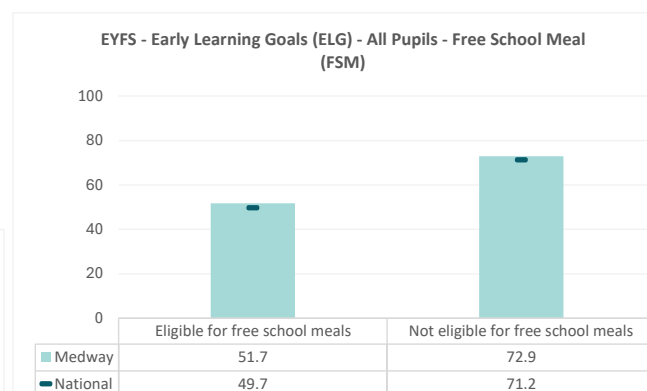 EYFS - Early Learning Goals (ELG) - All Pupils - Free School Meal
(FSM)
100
80
60
40
20
0
Eligible for free school meals Not eligible for free school meals
Medway 51.7 72.9
National 49.7 71.2